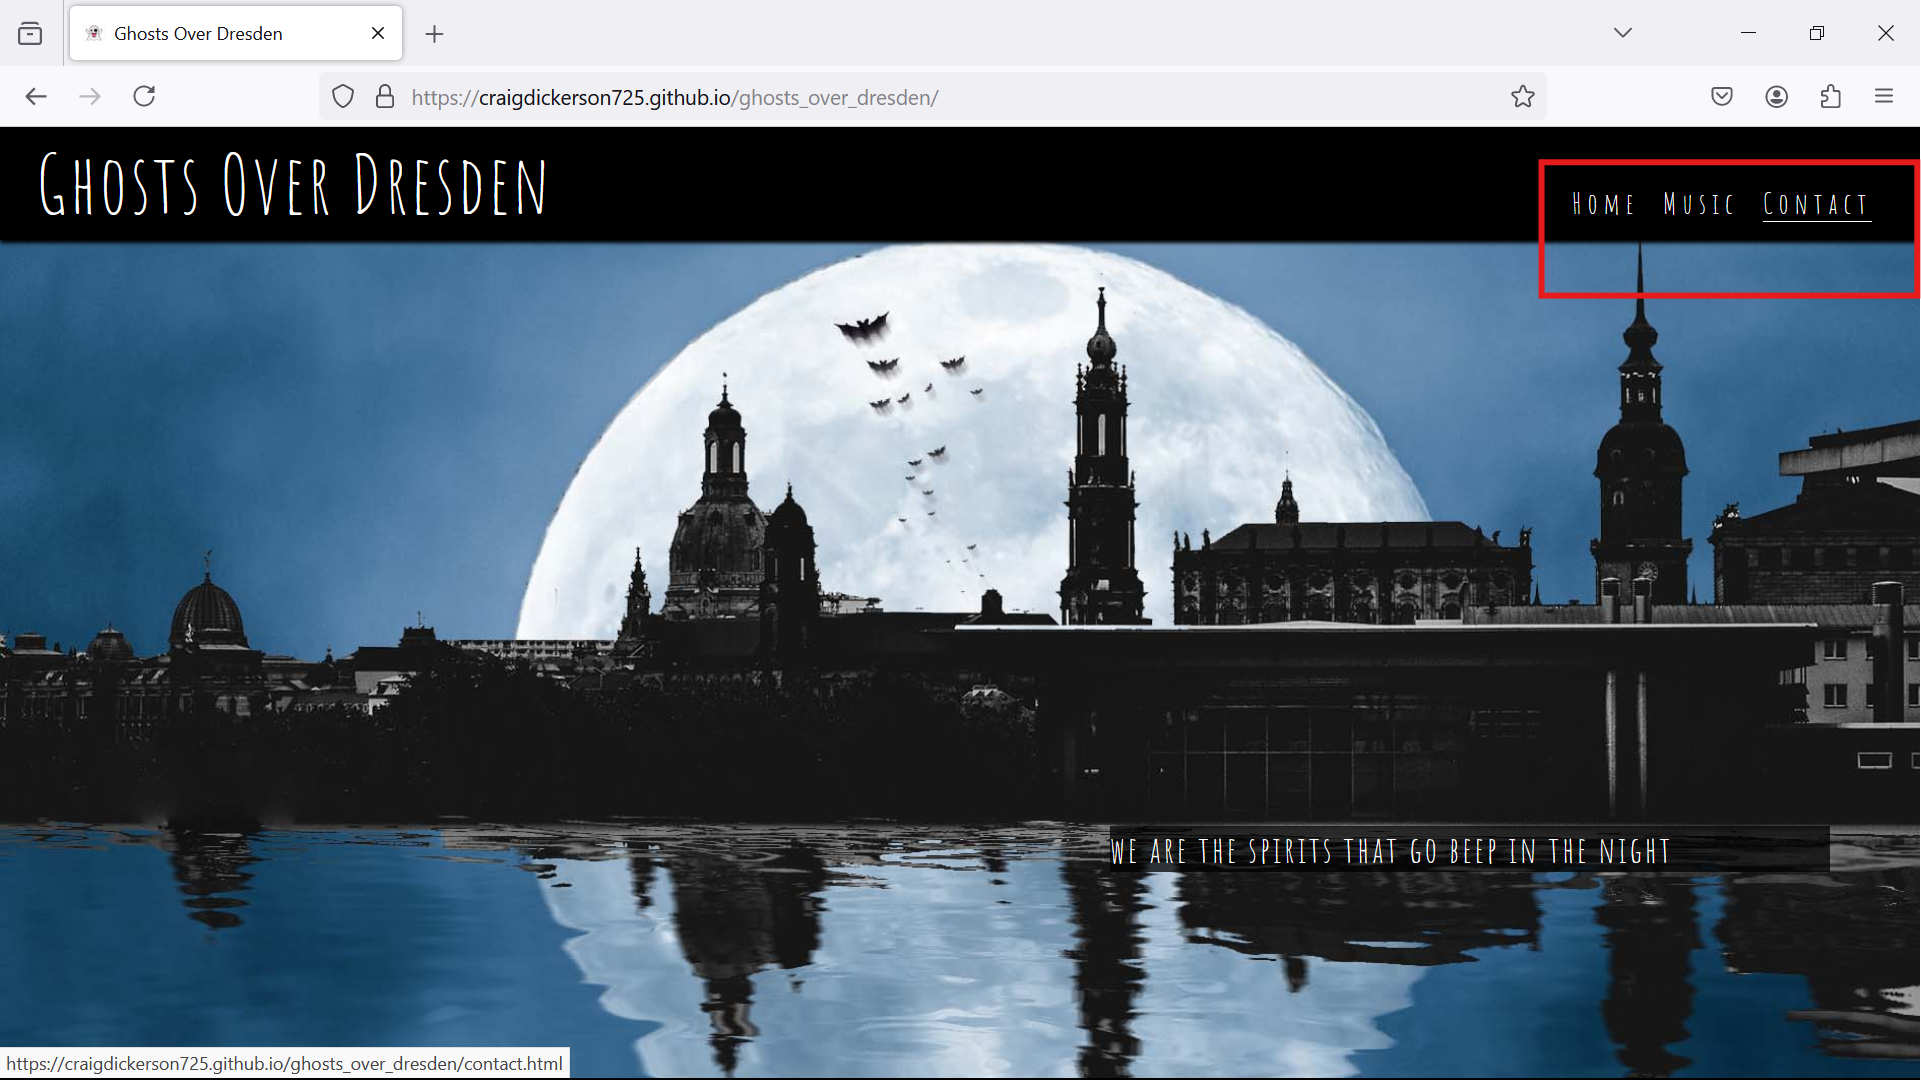 Ghosts Over Dresden
https://craigdickerson725.github.io/ghosts_over_dresden/
Ghosts Over Dresden
Home Music Contact
We are the spirits that go beep in the night
https://craigdickerson725.github.io/ghosts_over_dresden/contact.html